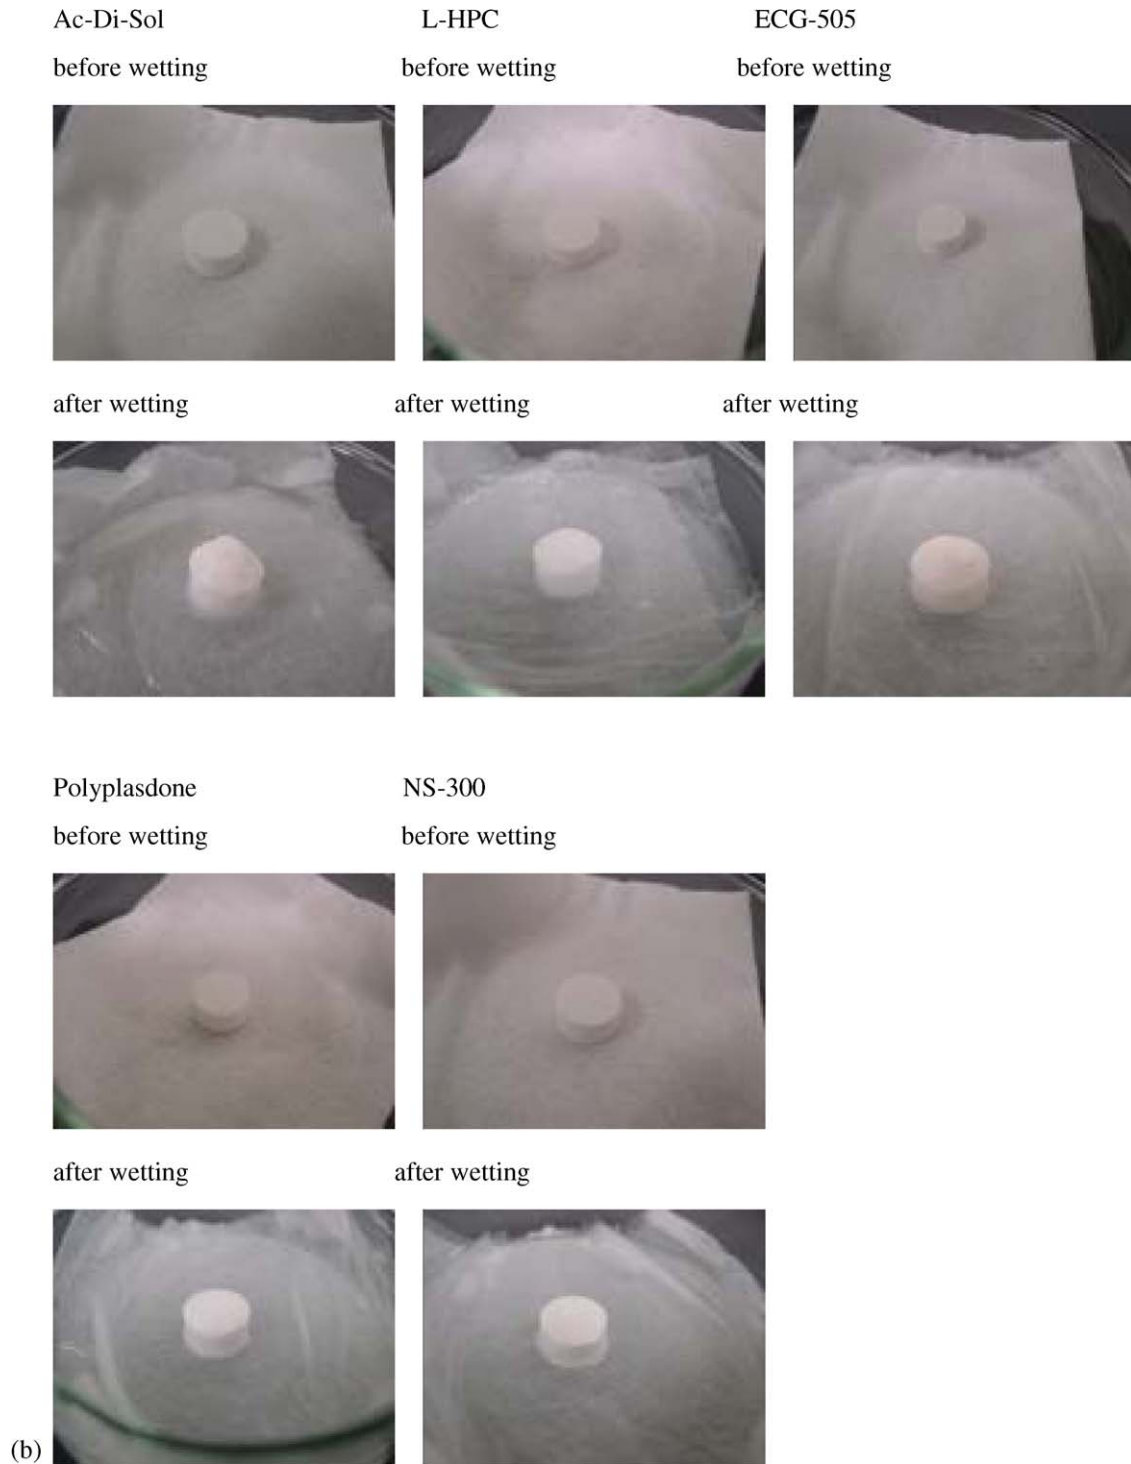 Ac-Di-Sol L-HPC ECG-505
before wetting before wetting before wetting
after wetting after wetting after wetting
Polyplasdone NS-300
before wetting before wetting
after wetting after wetting
(b)